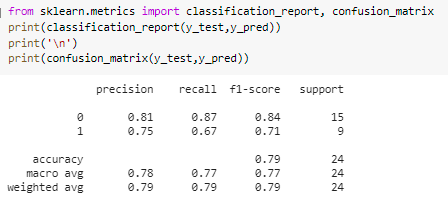 from sklearn.metrics import classification_report, confusion_matrix
print(classification_report(y_test,y_pred))
print('\n')
print(confusion_matrix(y_test,y_pred))
precision recall f1-score support
0 0.81 0.87 0.84 15
1 0.75 0.67 0.71 9
accuracy 0.79 24
macro avg 0.78 0.77 0.77 24
weighted avg 0.79 0.79 0.79 24